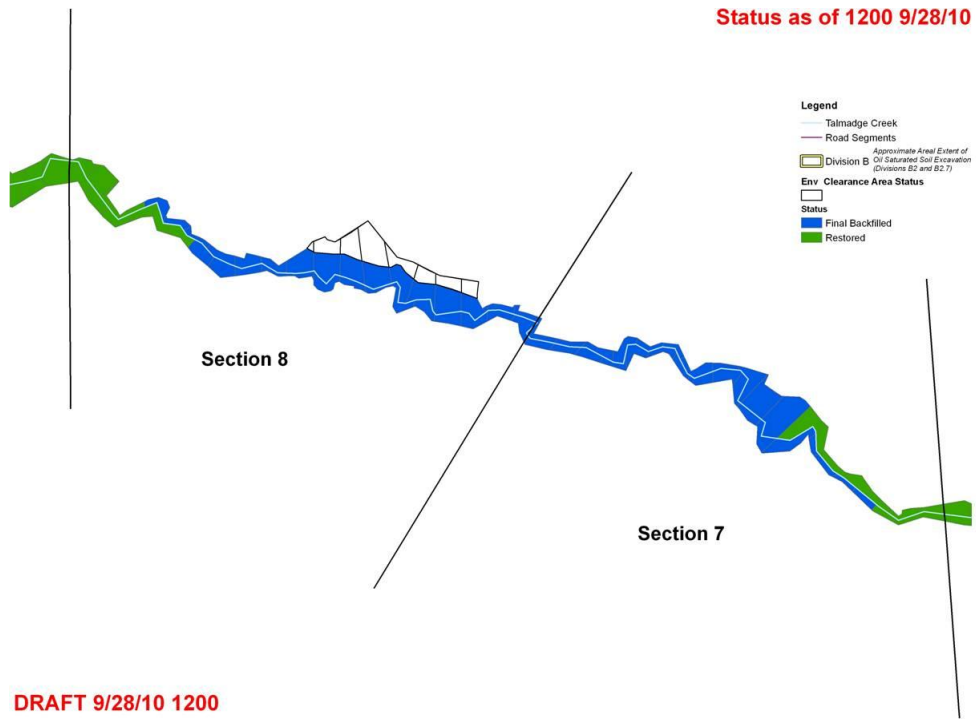 Status as of 1200 9/28/10
Legend
Talmadge Creek
Road Segments
Division B
Approximate Areal Extent of
Oil Saturated Soil Excavation
(Divisions B2 and B2.7)
Env Clearance Area Status
Status
Final Backfilled
Restored
Section 8
Section 7
DRAFT 9/28/10 1200